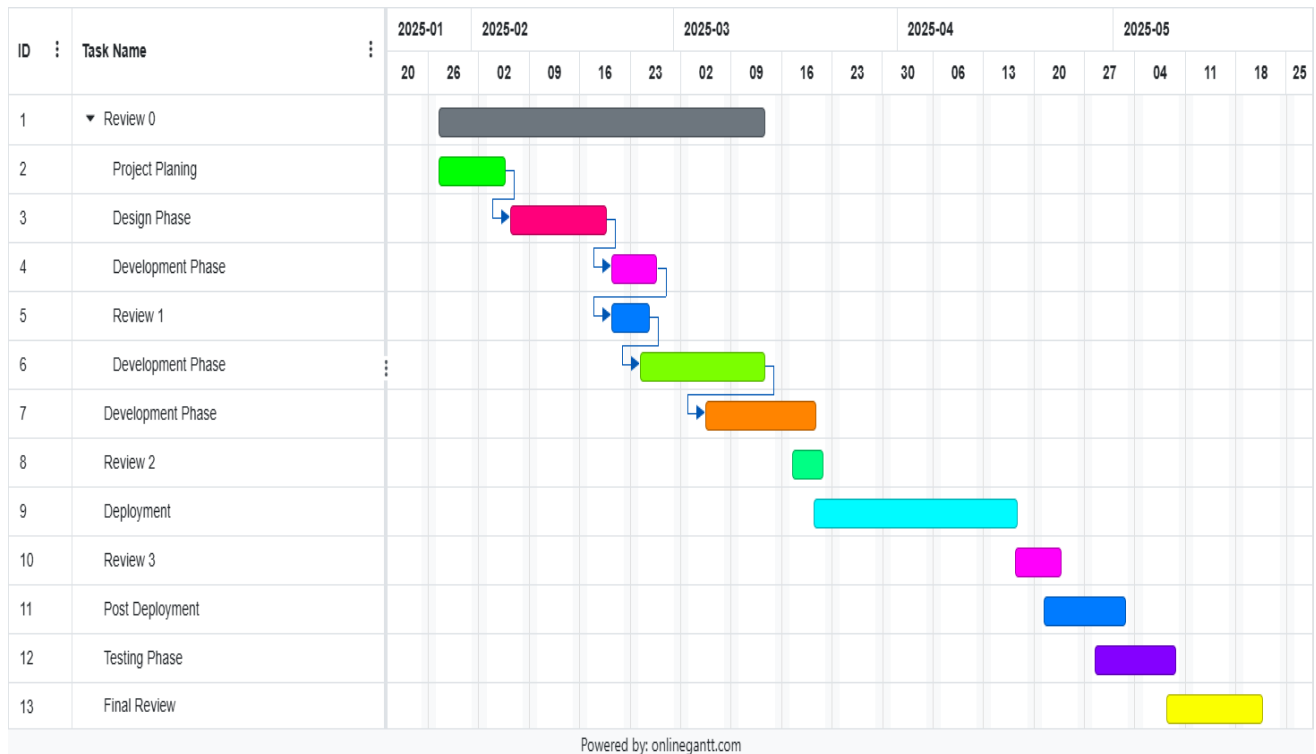 ID Task Name 2025-01 2025-02 2025-03 2025-04 2025-05
20 26 02 09 16 23 02 09 16 23 30 06 13 20 27 04 11 18 25
1 Review 0
2 Project Planing
3 Design Phase
4 Development Phase
5 Review 1
6 Development Phase
7 Development Phase
8 Review 2
9 Deployment
10 Review 3
11 Post Deployment
12 Testing Phase
13 Final Review
Powered by: onlinegantt.com